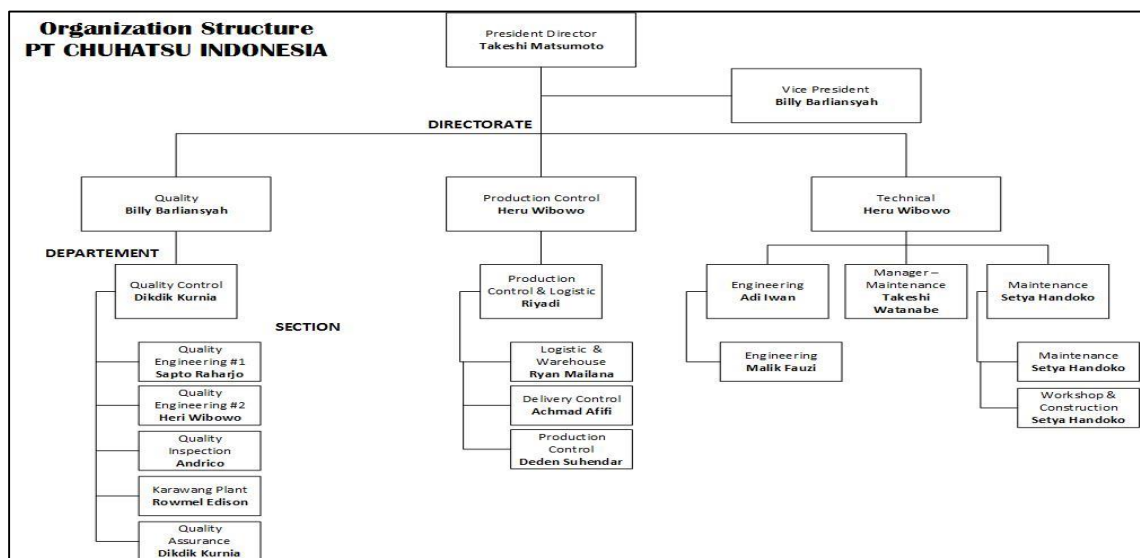 Organization Structure
PT CHUHATSU INDONESIA
President Director
Takeshi Matsumoto
Vice President
Billy Barliansyah
DIRECTORATE
Quality
Billy Barliansyah
Production Control
Heru Wibowo
Technical
Heru Wibowo
DEPARTEMENT
Quality Control
Dikdik Kurnia
Production
Control & Logistic
Riyadi
Engineering
Adi Iwan
Manager –
Maintenance
Takeshi
Watanabe
Maintenance
Setya Handoko
SECTION
Quality
Engineering #1
Sapto Raharjo
Quality
Engineering #2
Heri Wibowo
Quality
Inspection
Andrico
Karawang Plant
Rowmel Edison
Quality
Assurance
Dikdik Kurnia
Logistic &
Warehouse
Ryan Mailana
Delivery Control
Achmad Afifi
Production
Control
Deden Suhendar
Engineering
Malik Fauzi
Maintenance
Setya Handoko
Workshop &
Construction
Setya Handoko